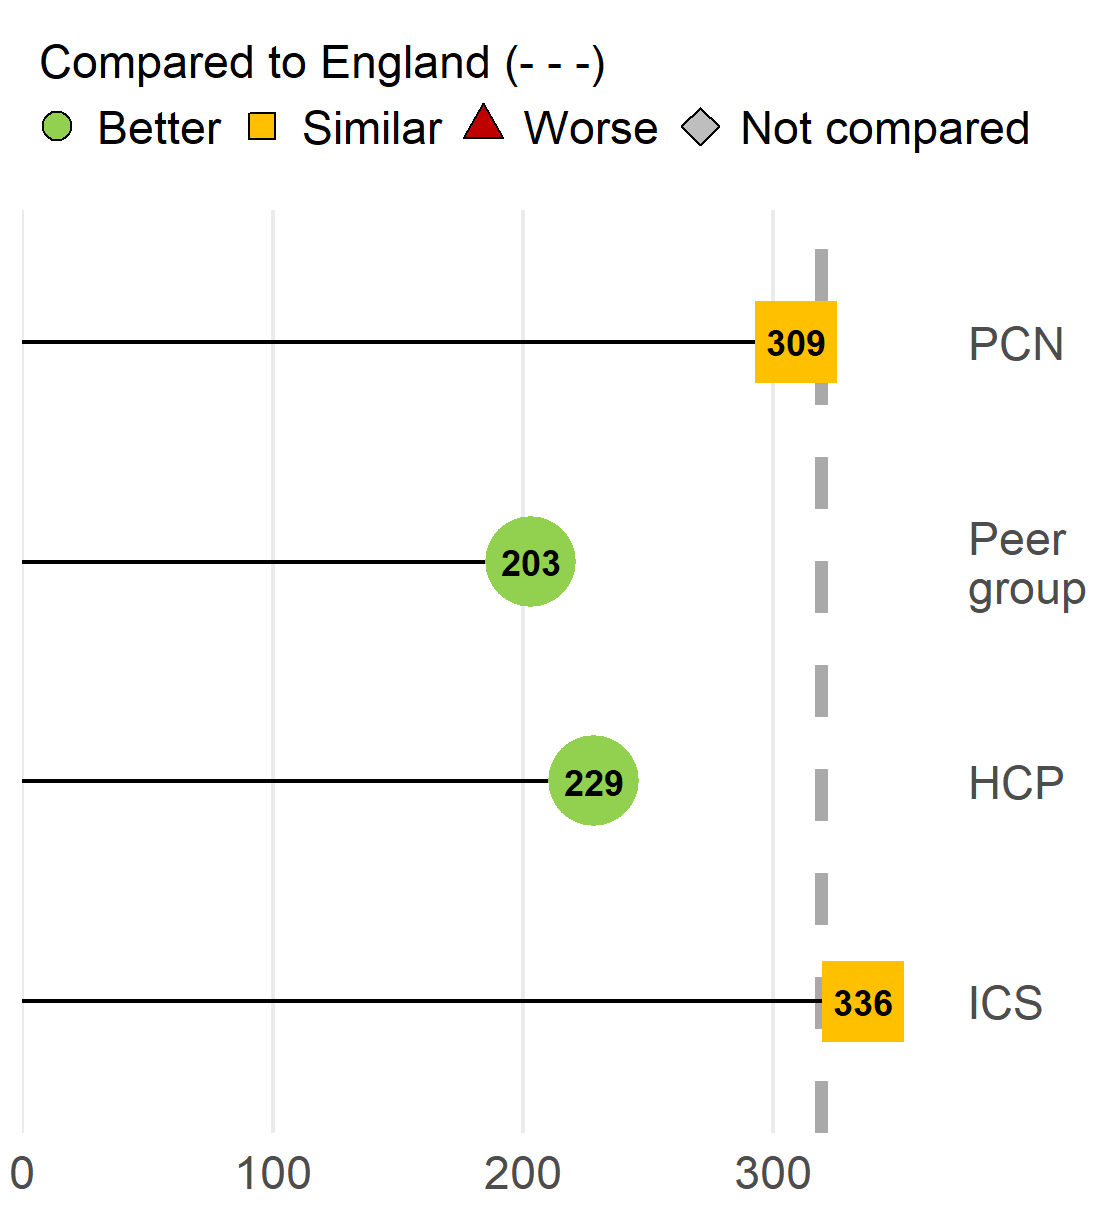 Compared to England (- - -)
Better Similar Worse Not compared
309 PCN
203 Peer
group
229 HCP
336 ICS
0 100 200 300